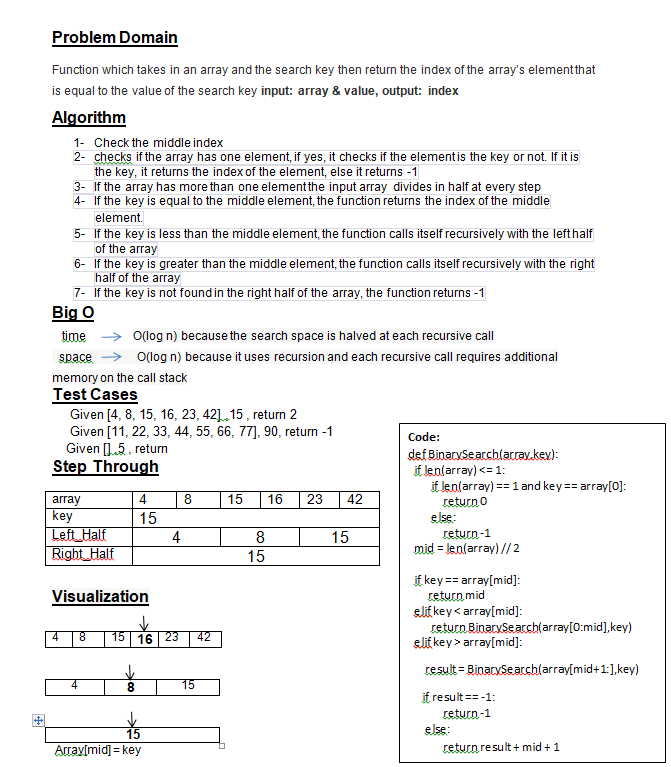 Problem Domain
Function which takes in an array and the search key then return the index of the array's element that
is equal to the value of the search key input: array & value, output: index
Algorithm
1- Check the middle index
2- checks if the array has one element, if yes, it checks if the element is the key or not. If it is
the key, it returns the index of the element, else it returns -1
3- If the array has more than one element the input array divides in half at every step
4- If the key is equal to the middle element, the function returns the index of the middle
element.
5- If the key is less than the middle element, the function calls itself recursively with the left half
of the array
6- If the key is greater than the middle element, the function calls itself recursively with the right
half of the array
7- If the key is not found in the right half of the array, the function returns -1
Big O
time → O(log n) because the search space is halved at each recursive call
space → O(log n) because it uses recursion and each recursive call requires additional
memory on the call stack
Test Cases
Given [4, 8, 15, 16, 23, 42], 15 , return 2
Given [11, 22, 33, 44, 55, 66, 77], 90, return -1
Given [], 5 , return
Step Through
array 4 8 15 16 23 42
key 15
Left_Half 4 8 15
Right_Half 15
Visualization
4 8 15 16 23 42
4 8 15
15
Array[mid] = key
Code:
def BinarySearch(array,key):
if len(array) <= 1:
if len(array) == 1 and key == array[0]:
return 0
else:
return -1
mid = len(array) // 2
if key == array[mid]:
return mid
elif key < array[mid]:
return BinarySearch(array[0:mid],key)
elif key > array[mid]:
result = BinarySearch(array[mid+1:],key)
if result == -1:
return -1
else:
return result + mid + 1